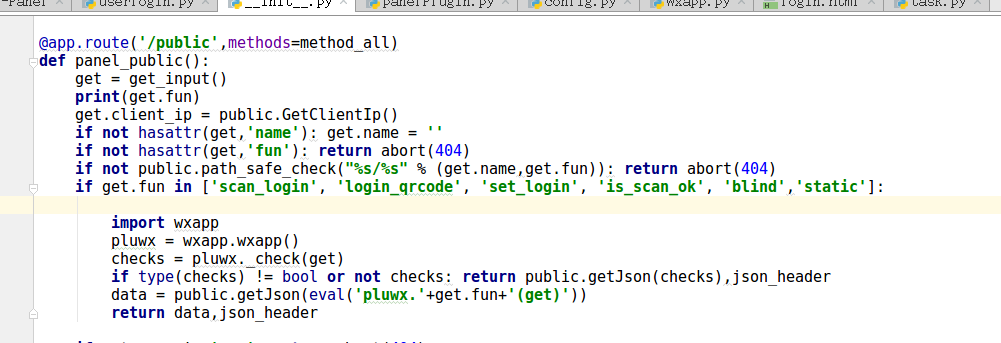 -Panel userlogin.py __init__.py panelPlugin.py config.py wxapp.py login.html task.py
@app.route('/public',methods=method_all)
def panel_public():
    get = get_input()
    print(get.fun)
    get.client_ip = public.GetClientIp()
    if not hasattr(get,'name'): get.name = ''
    if not hasattr(get,'fun'): return abort(404)
    if not public.path_safe_check("%s/%s" % (get.name,get.fun)): return abort(404)
    if get.fun in ['scan_login', 'login_qrcode', 'set_login', 'is_scan_ok', 'blind','static']:
        import wxapp
        pluwx = wxapp.wxapp()
        checks = pluwx._check(get)
        if type(checks) != bool or not checks: return public.getJson(checks),json_header
        data = public.getJson(eval('pluwx.'+get.fun+'(get)'))
        return data,json_header